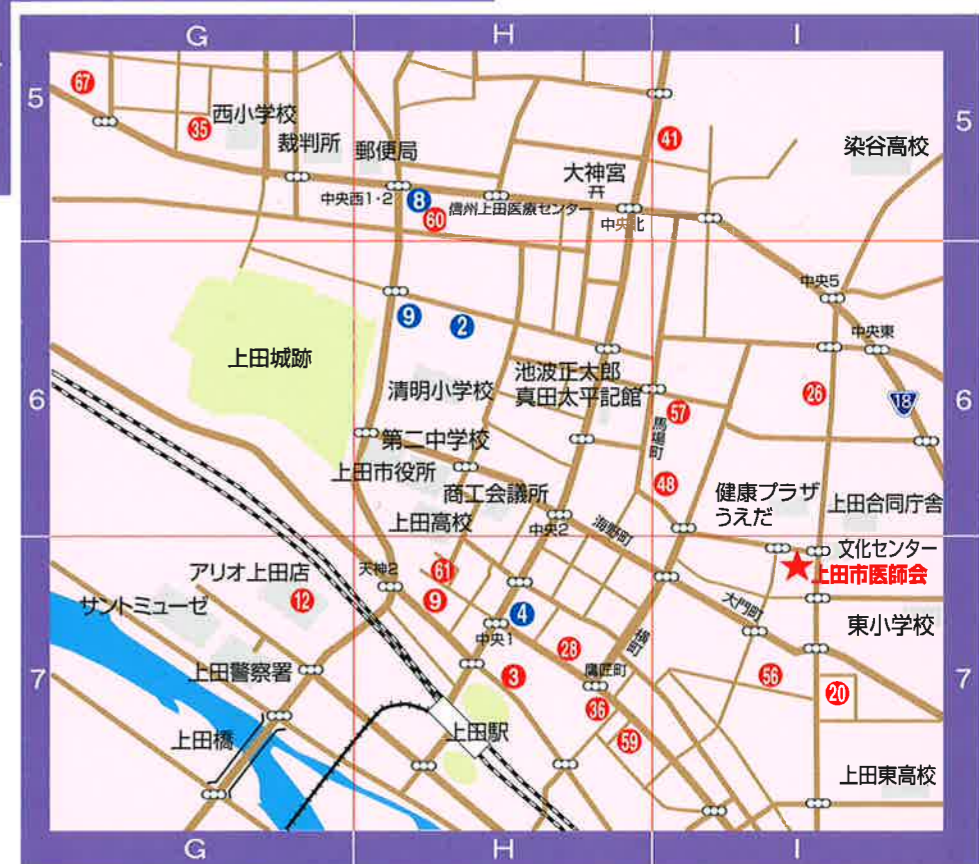 G
H
I
5
5
67
35
西小学校
裁判所
郵便局
41
染谷高校
大神宮
中央西1・2
8
信州上田医療センター
60
中央北
中央5
9
2
中央東
上田城跡
池波正太郎
真田太平記館
6
6
清明小学校
26
18
57
馬場町
第二中学校
上田市役所
商工会議所
48
健康プラザ
うえだ
上田合同庁舎
上田高校
中央2
海野町
文化センター
上田市医師会
アリオ上田店
天神2
61
サントミューゼ
12
9
4
大門町
東小学校
中央1
横町
28
上田警察署
3
鷹匠町
56
7
7
20
36
上田橋
上田駅
59
上田東高校
G
H
I